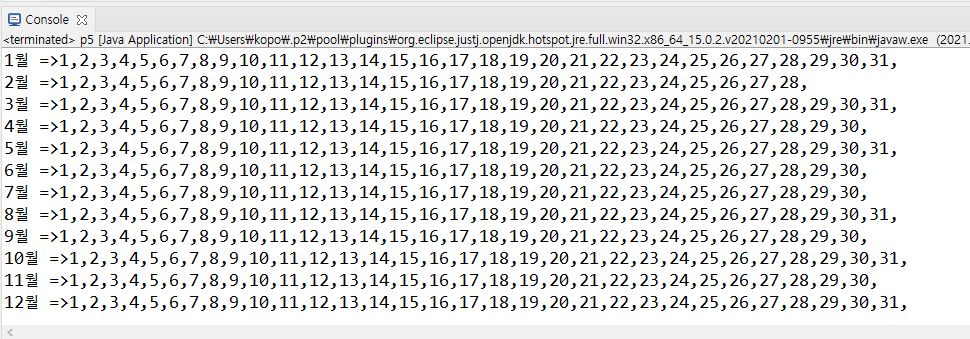 Console
<terminated> p5 [Java Application] C:₩Users₩kopo₩.p2₩pool₩plugins₩org.eclipse.justj.openjdk.hotspot.jre.full.win32.x86_64_15.0.2.v20210201-0955₩jre₩bin₩javaw.exe (2021.
1월 =>1,2,3,4,5,6,7,8,9,10,11,12,13,14,15,16,17,18,19,20,21,22,23,24,25,26,27,28,29,30,31,
2월 =>1,2,3,4,5,6,7,8,9,10,11,12,13,14,15,16,17,18,19,20,21,22,23,24,25,26,27,28,
3월 =>1,2,3,4,5,6,7,8,9,10,11,12,13,14,15,16,17,18,19,20,21,22,23,24,25,26,27,28,29,30,31,
4월 =>1,2,3,4,5,6,7,8,9,10,11,12,13,14,15,16,17,18,19,20,21,22,23,24,25,26,27,28,29,30,
5월 =>1,2,3,4,5,6,7,8,9,10,11,12,13,14,15,16,17,18,19,20,21,22,23,24,25,26,27,28,29,30,31,
6월 =>1,2,3,4,5,6,7,8,9,10,11,12,13,14,15,16,17,18,19,20,21,22,23,24,25,26,27,28,29,30,
7월 =>1,2,3,4,5,6,7,8,9,10,11,12,13,14,15,16,17,18,19,20,21,22,23,24,25,26,27,28,29,30,
8월 =>1,2,3,4,5,6,7,8,9,10,11,12,13,14,15,16,17,18,19,20,21,22,23,24,25,26,27,28,29,30,31,
9월 =>1,2,3,4,5,6,7,8,9,10,11,12,13,14,15,16,17,18,19,20,21,22,23,24,25,26,27,28,29,30,
10월 =>1,2,3,4,5,6,7,8,9,10,11,12,13,14,15,16,17,18,19,20,21,22,23,24,25,26,27,28,29,30,31,
11월 =>1,2,3,4,5,6,7,8,9,10,11,12,13,14,15,16,17,18,19,20,21,22,23,24,25,26,27,28,29,30,
12월 =>1,2,3,4,5,6,7,8,9,10,11,12,13,14,15,16,17,18,19,20,21,22,23,24,25,26,27,28,29,30,31,